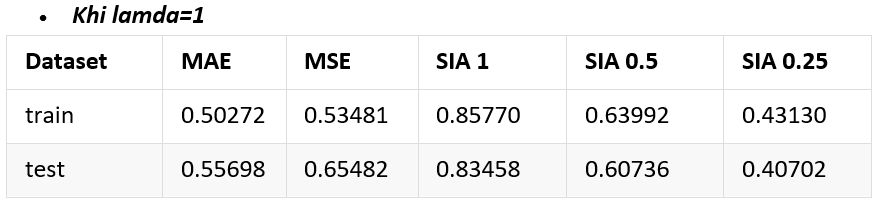 • Khi lamda=1
Dataset MAE MSE SIA 1 SIA 0.5 SIA 0.25
train 0.50272 0.53481 0.85770 0.63992 0.43130
test 0.55698 0.65482 0.83458 0.60736 0.40702